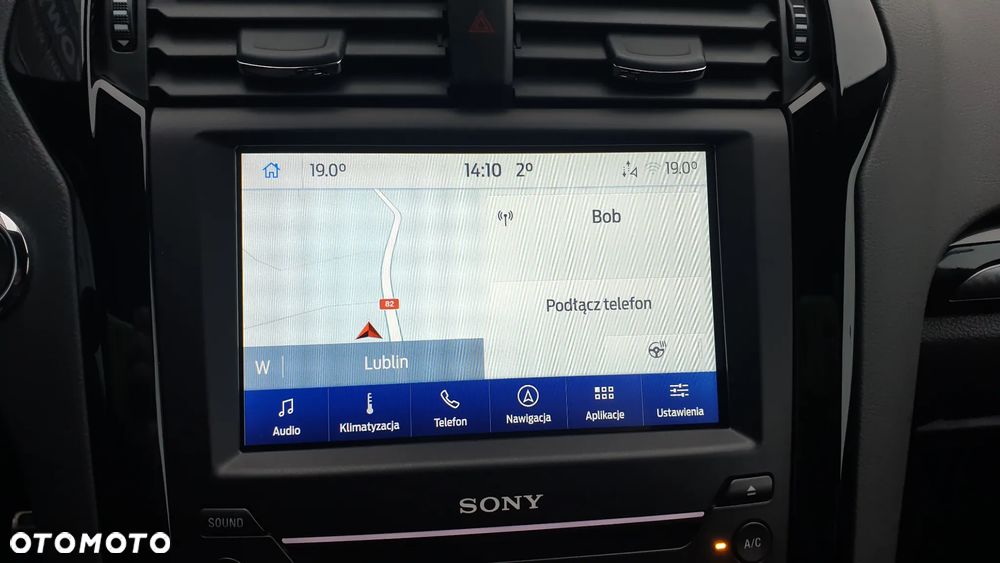 19.0°
14:10 2°
19.0°
Bob
82
Podłącz telefon
W
Lublin
Audio
Klimatyzacja
Telefon
Nawigacja
Aplikacje
Ustawienia
SONY
SOUND
A/C
OTOMOTO